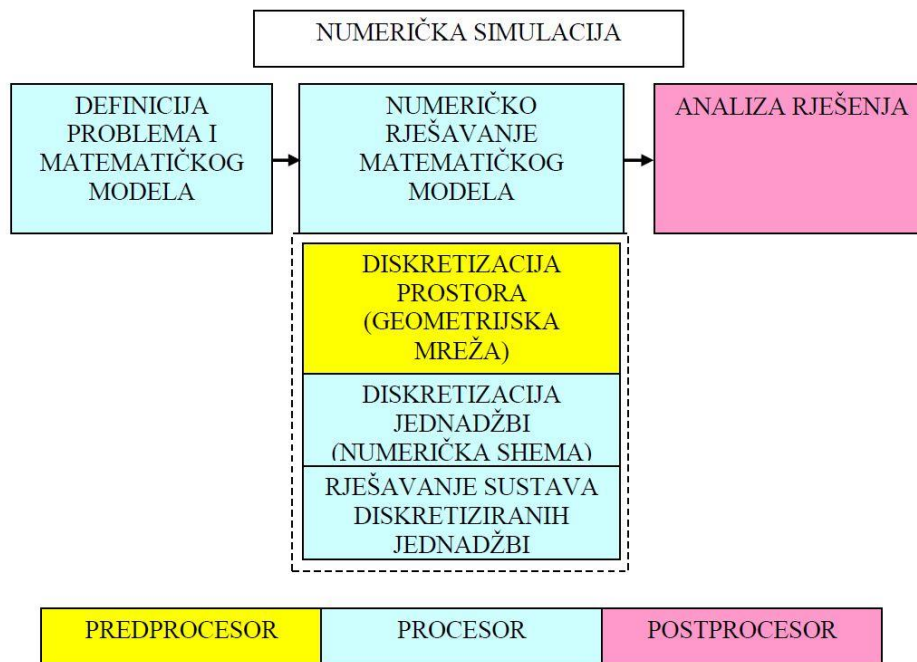 NUMERIČKA SIMULACIJA
DEFINICIJA
PROBLEMA I
MATEMATIČKOG
MODELA
NUMERIČKO
RJEŠAVANJE
MATEMATIČKOG
MODELA
ANALIZA RJEŠENJA
DISKRETIZACIJA
PROSTORA
(GEOMETRIJSKA
MREŽA)
DISKRETIZACIJA
JEDNADŽBI
(NUMERIČKA SHEMA)
RJEŠAVANJE SUSTAVA
DISKRETIZIRANIH
JEDNADŽBI
PREDPROCESOR
PROCESOR
POSTPROCESOR